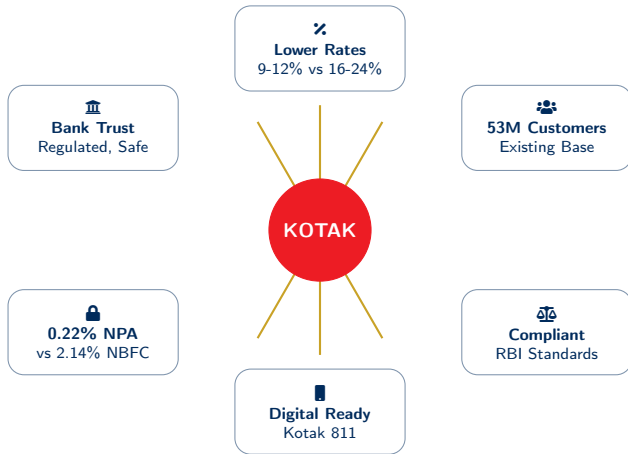 Lower Rates
9-12% vs 16-24%
Bank Trust
Regulated, Safe
53M Customers
Existing Base
KOTAK
0.22% NPA
vs 2.14% NBFC
Compliant
RBI Standards
Digital Ready
Kotak 811